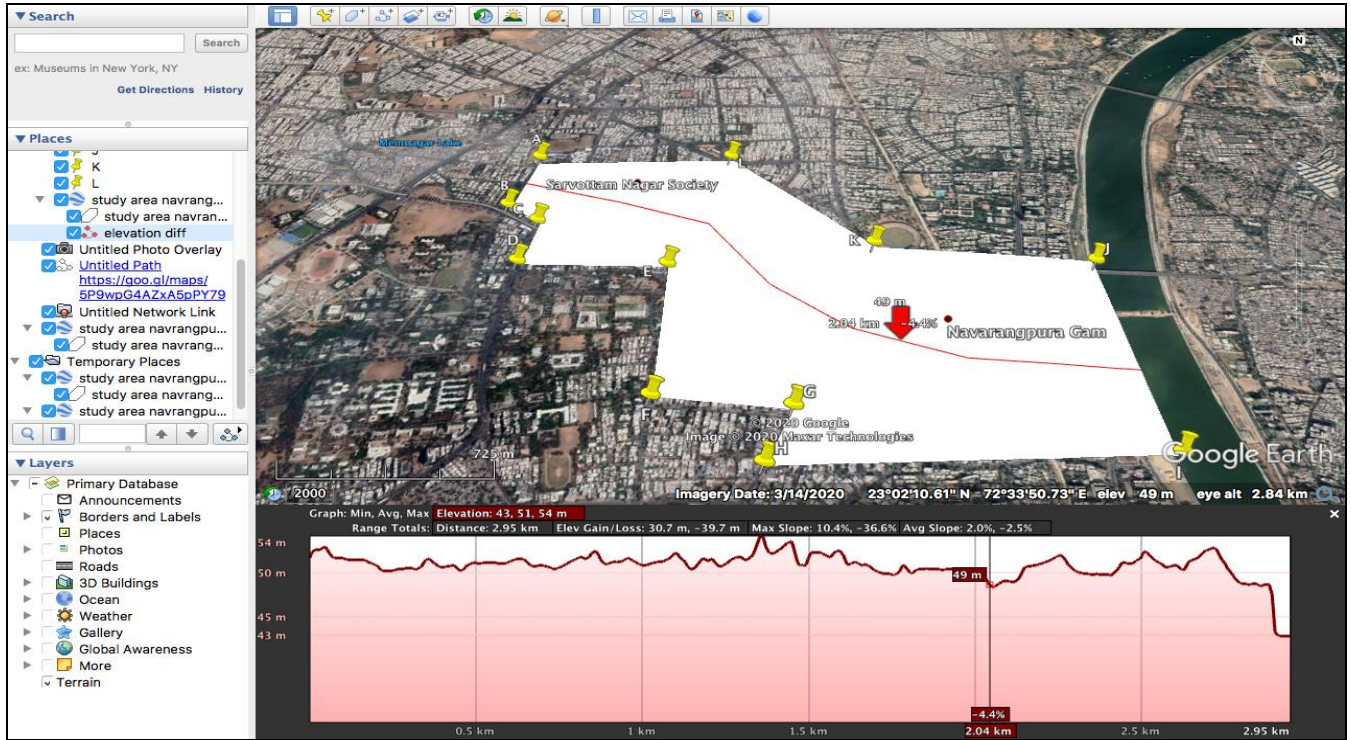 ▼ Search
Search
ex: Museums in New York, NY
Get Directions History
▼ Places
J
K
L
study area navrang...
study area navran...
elevation diff
Untitled Photo Overlay
Untitled Path
https://goo.gl/maps/
5P9wpG4AZxA5pPY79
Untitled Network Link
study area navrangpu...
study area navrang...
Temporary Places
study area navrangpu...
study area navrang...
study area navrangpu...
▼ Layers
Primary Database
Announcements
Borders and Labels
Places
Photos
Roads
3D Buildings
Ocean
Weather
Gallery
Global Awareness
More
Terrain
N
Memnagar Lake
A
L
B
Sarvottam Nagar Society
C
D
K
J
E
49 m
2.04 km -4.4%
Navarangpura Gam
F
G
H
I
© 2020 Google
Image © 2020 Maxar Technologies
725 m
Google Earth
2000
Imagery Date: 3/14/2020 23°02'10.61" N 72°33'50.73" E elev 49 m eye alt 2.84 km
Graph: Min, Avg, Max Elevation: 43, 51, 54 m
Range Totals: Distance: 2.95 km Elev Gain/Loss: 30.7 m, -39.7 m Max Slope: 10.4%, -36.6% Avg Slope: 2.0%, -2.5%
54 m
50 m
49 m
45 m
43 m
-4.4%
0.5 km 1 km 1.5 km 2.04 km 2.5 km 2.95 km